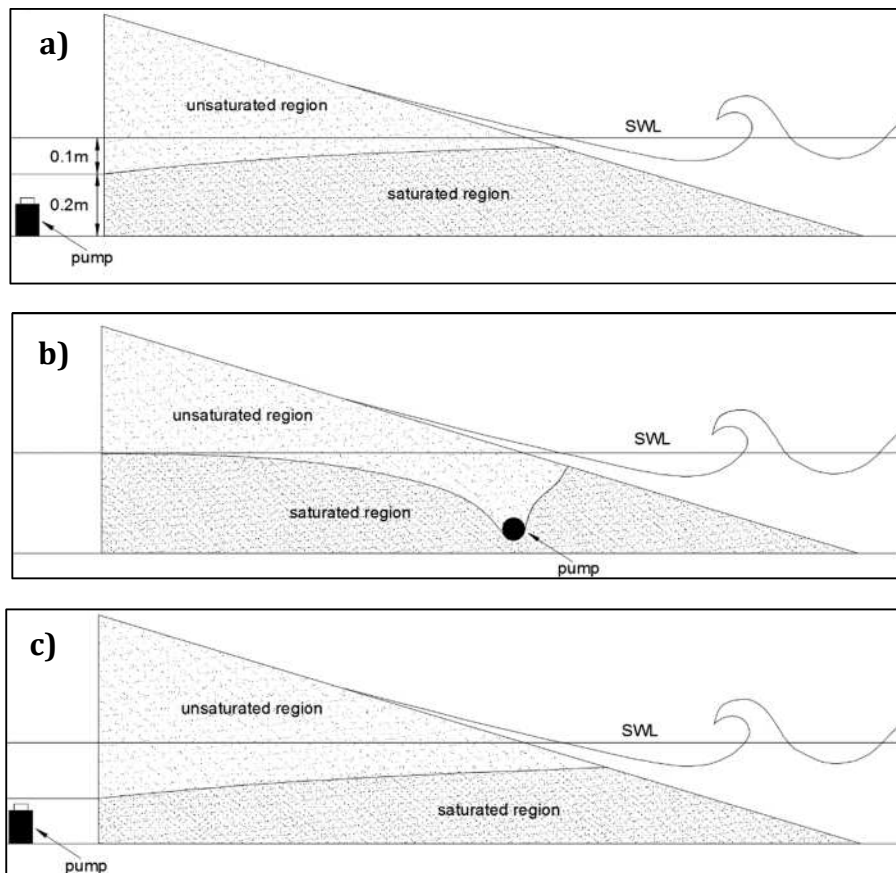 a)
unsaturated region
SWL
0.1m
saturated region
0.2m
pump
b)
unsaturated region
SWL
saturated region
pump
c)
unsaturated region
SWL
saturated region
pump